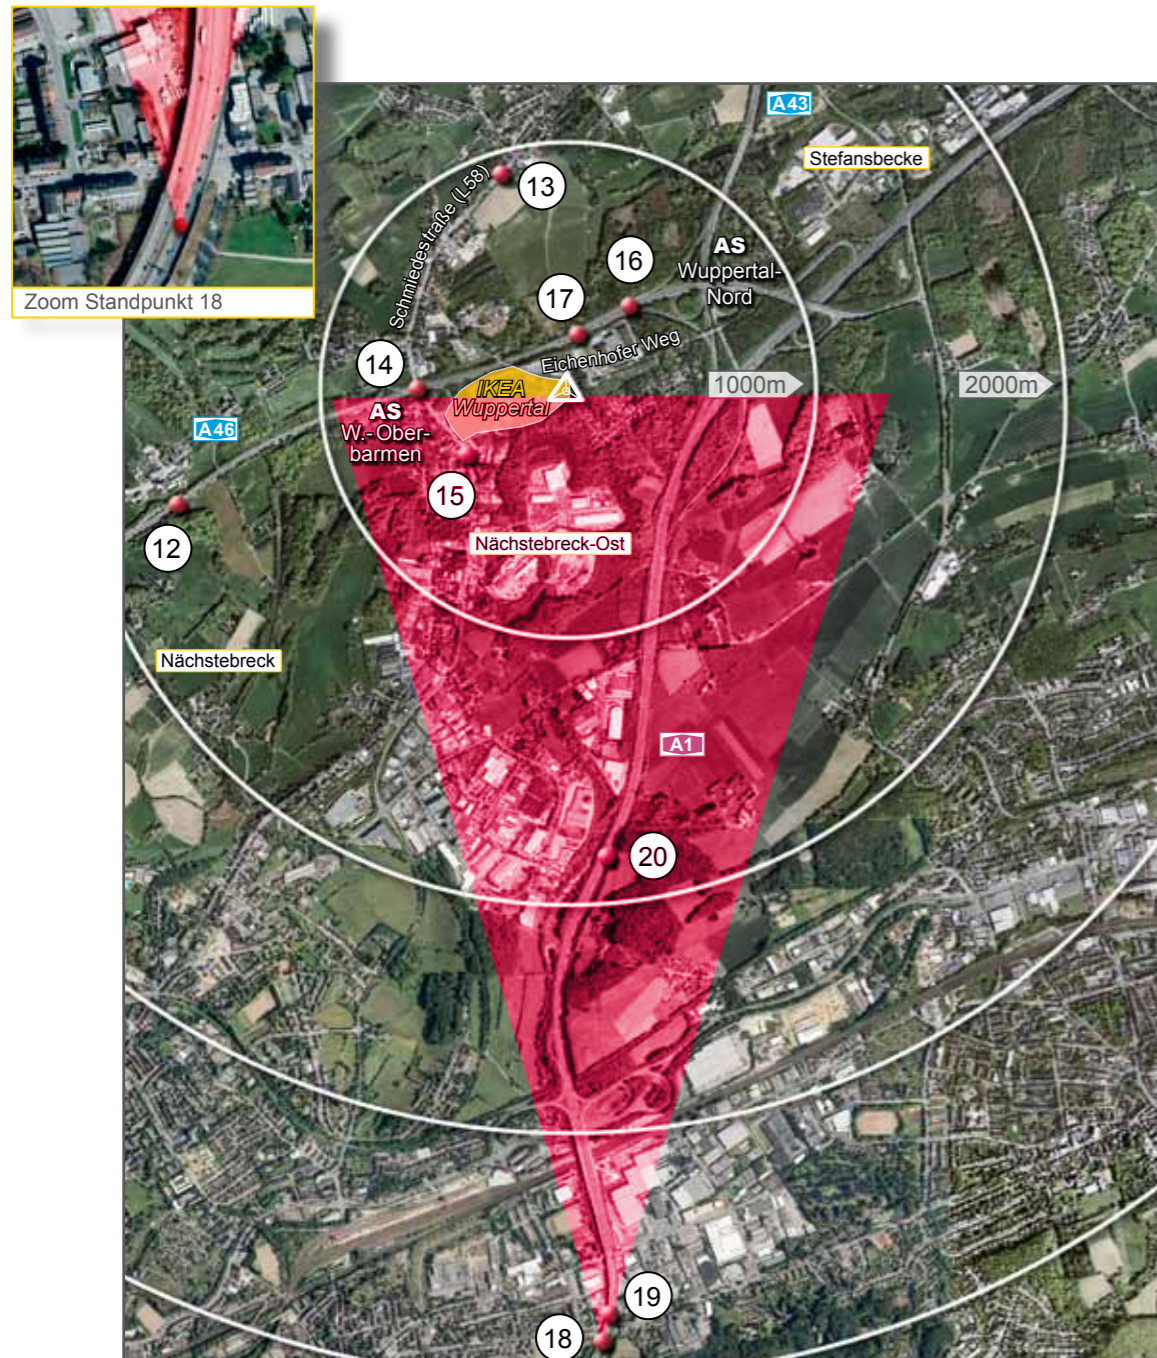 Zoom Standpunkt 18
A43
Stefansbecke
Schmiedestraße (L58)
13
16
AS
Wuppertal-
Nord
17
Eichenhofer Weg
14
IKEA
Wuppertal
1000m
2000m
AS
W.-Ober-
barmen
A46
15
12
Nächstebreck-Ost
Nächstebreck
A1
20
19
18